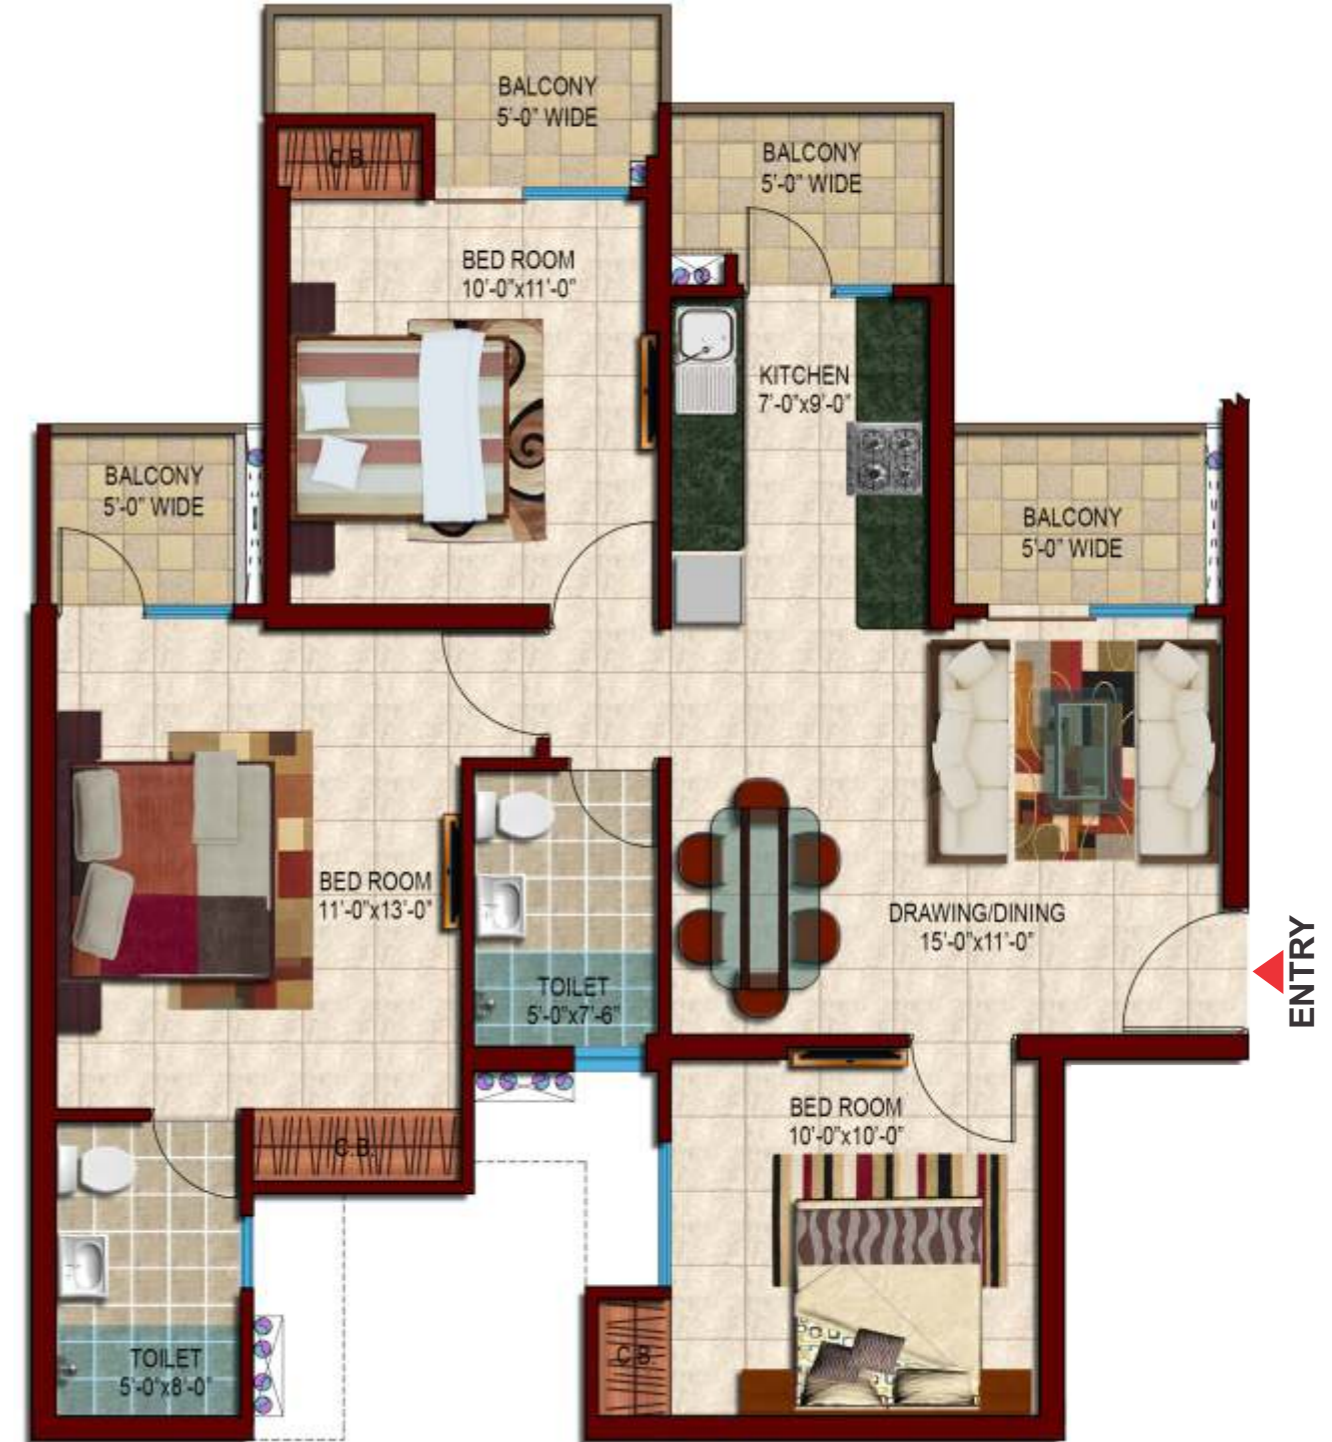 BALCONY
5'-0" WIDE
BALCONY
5'-0" WIDE
C.B.
BED ROOM
10'-0"x11'-0"
KITCHEN
7'-0"x9'-0"
BALCONY
5'-0" WIDE
BALCONY
5'-0" WIDE
BED ROOM
11'-0"x13'-0"
DRAWING/DINING
15'-0"x11'-0"
ENTRY
TOILET
5'-0"x7'-6"
BED ROOM
10'-0"x10'-0"
C.B.
TOILET
5'-0"x8'-0"
C.B.